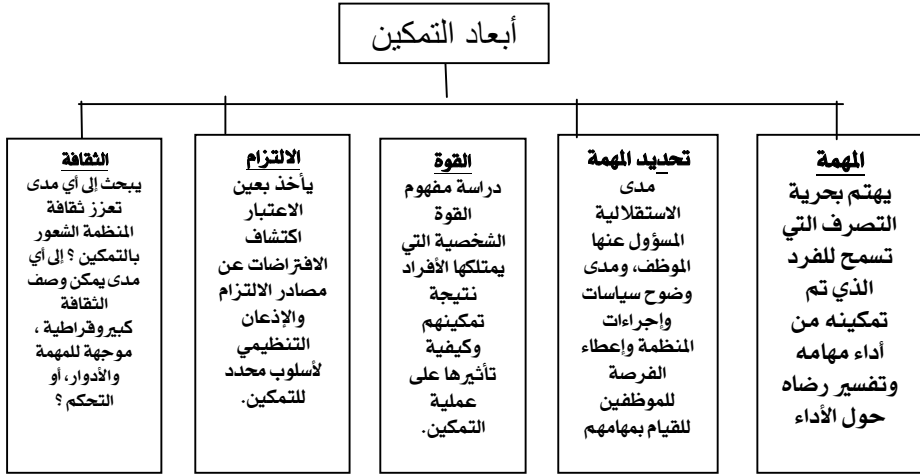 أبعاد التمكين
المهمة
يهتم بحرية
التصرف التي
تسمح للفرد
الذي تم
تمكينه من
أداء مهامه
وتفسير رضاه
حول الأداء
تحديد المهمة
مدى
الاستقلالية
المسؤول عنها
الموظف، ومدى
وضوح سياسات
وإجراءات
المنظمة وإعطاء
الفرصة
للموظفين
للقيام بمهامهم
القوة
دراسة مفهوم
القوة
الشخصية التي
يمتلكها الأفراد
نتيجة
تمكينهم
وكيفية
تأثيرها على
عملية
التمكين.
الالتزام
يأخذ بعين
الاعتبار
اكتشاف
الافتراضات عن
مصادر الالتزام
والإذعان
التنظيمي
لأسلوب محدد
للتمكين.
الثقافة
يبحث إلى أي مدى
تعزز ثقافة
المنظمة الشعور
بالتمكين ؟ إلى أي
مدى يمكن وصف
الثقافة
كبيروقراطية ،
موجهة للمهمة
والأدوار، أو
التحكم ؟